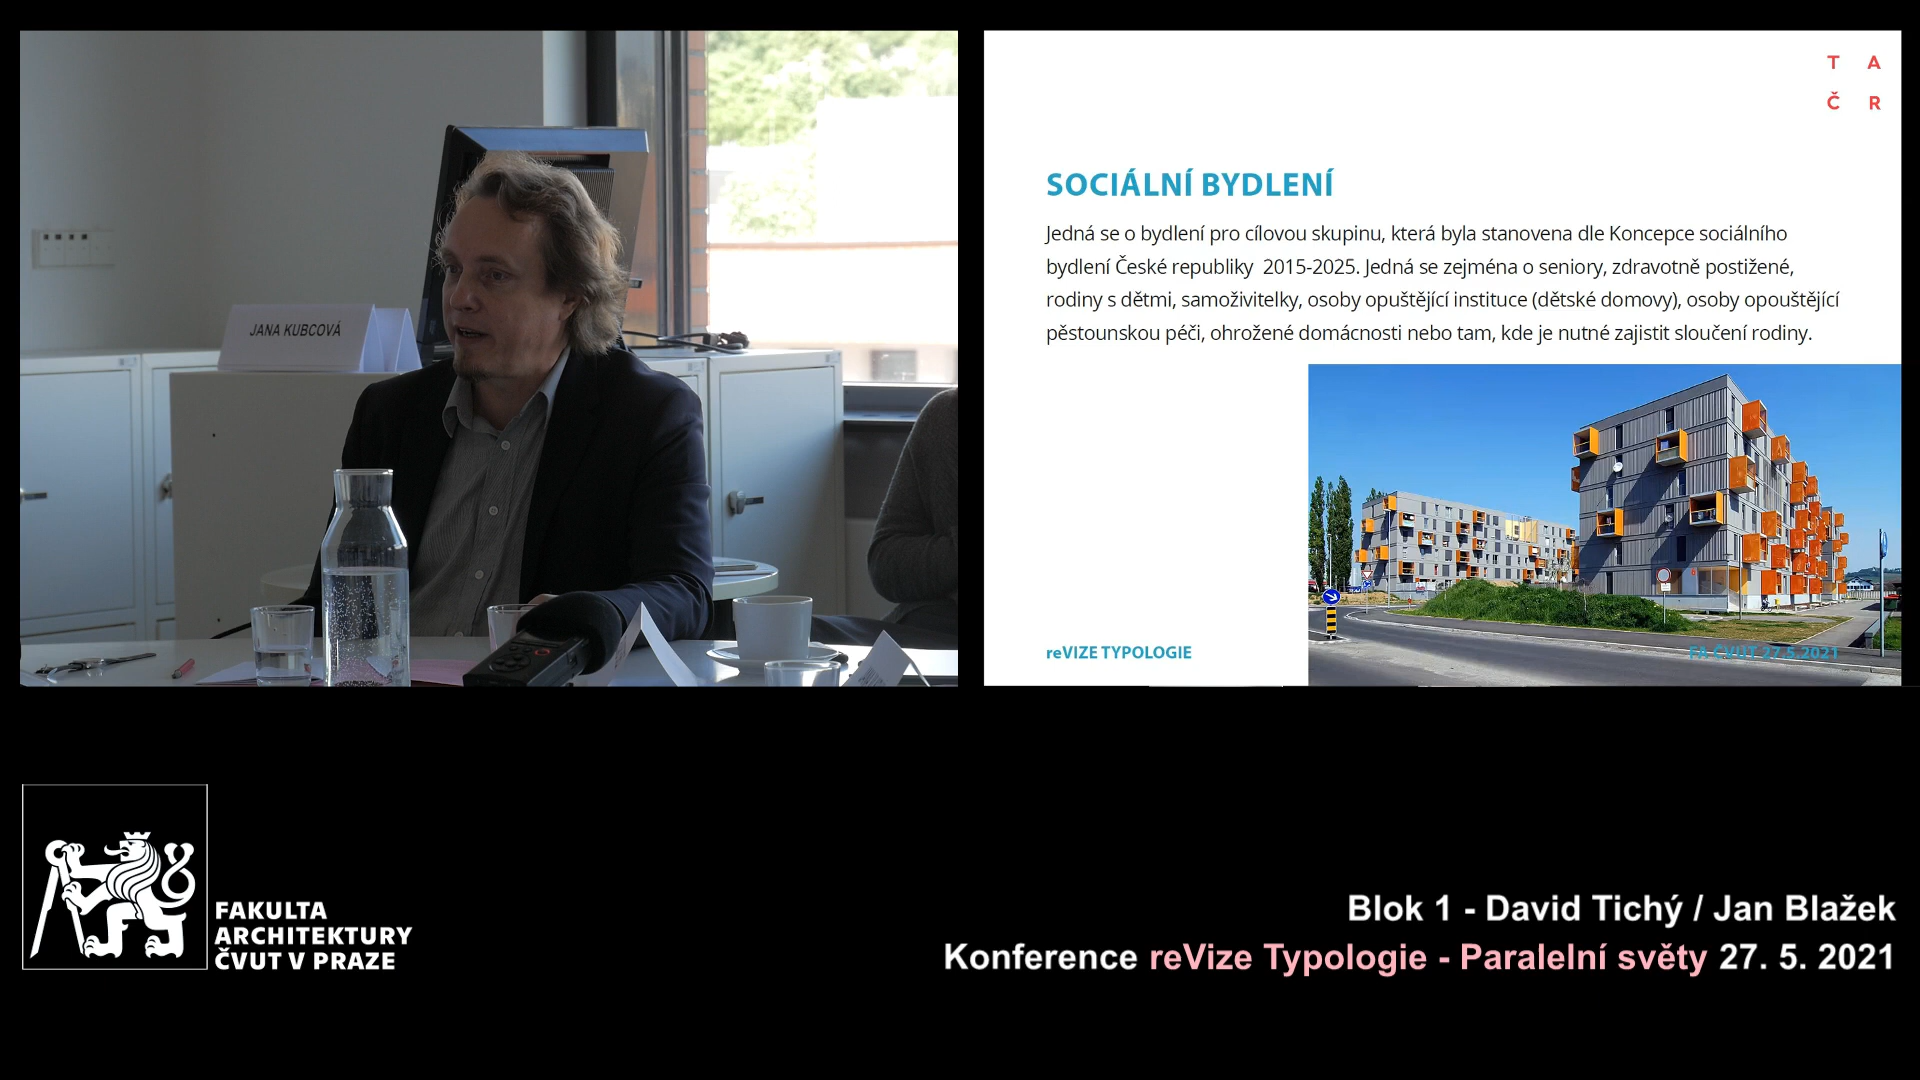 JANA KUBCOVÁ
T A
Č R
SOCIÁLNÍ BYDLENÍ
Jedná se o bydlení pro cílovou skupinu, která byla stanovena dle Koncepce sociálního
bydlení České republiky 2015-2025. Jedná se zejména o seniory, zdravotně postižené,
rodiny s dětmi, samoživitelky, osoby opuštějící instituce (dětské domovy), osoby opouštějící
pěstounskou péči, ohrožené domácnosti nebo tam, kde je nutné zajistit sloučení rodiny.
reVIZE TYPOLOGIE
FA ČVUT 27.5.2021
FAKULTA
ARCHITEKTURY
ČVUT V PRAZE
Blok 1 - David Tichý / Jan Blažek
Konference reVize Typologie - Paralelní světy 27. 5. 2021